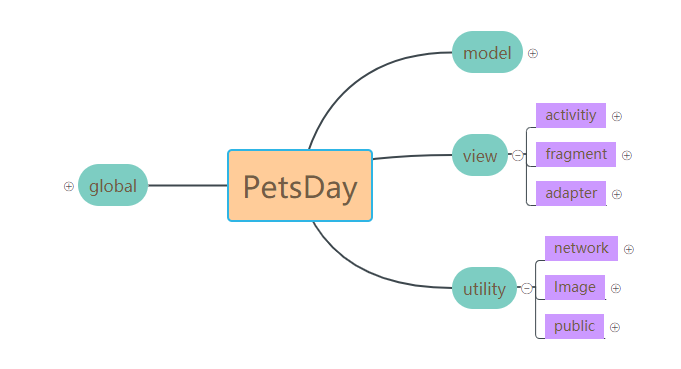 model
activitiy
view
fragment
global
PetsDay
adapter
network
utility
Image
public